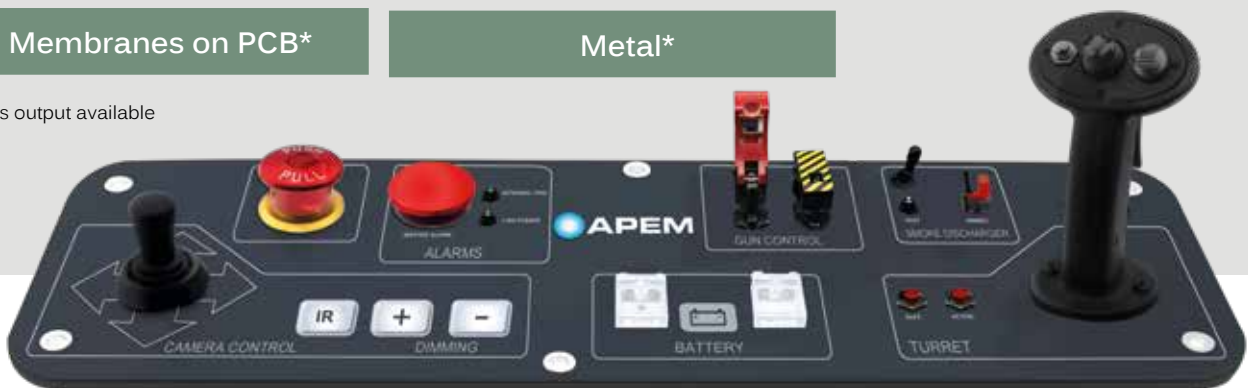 Membranes on PCB*
Metal*
s output available
PUSH
PULL
ALARMS
APEM
GUN CONTROL
SMOKE DISCHARGER
CAMERA CONTROL
IR
+
-
DIMMING
BATTERY
TURRET